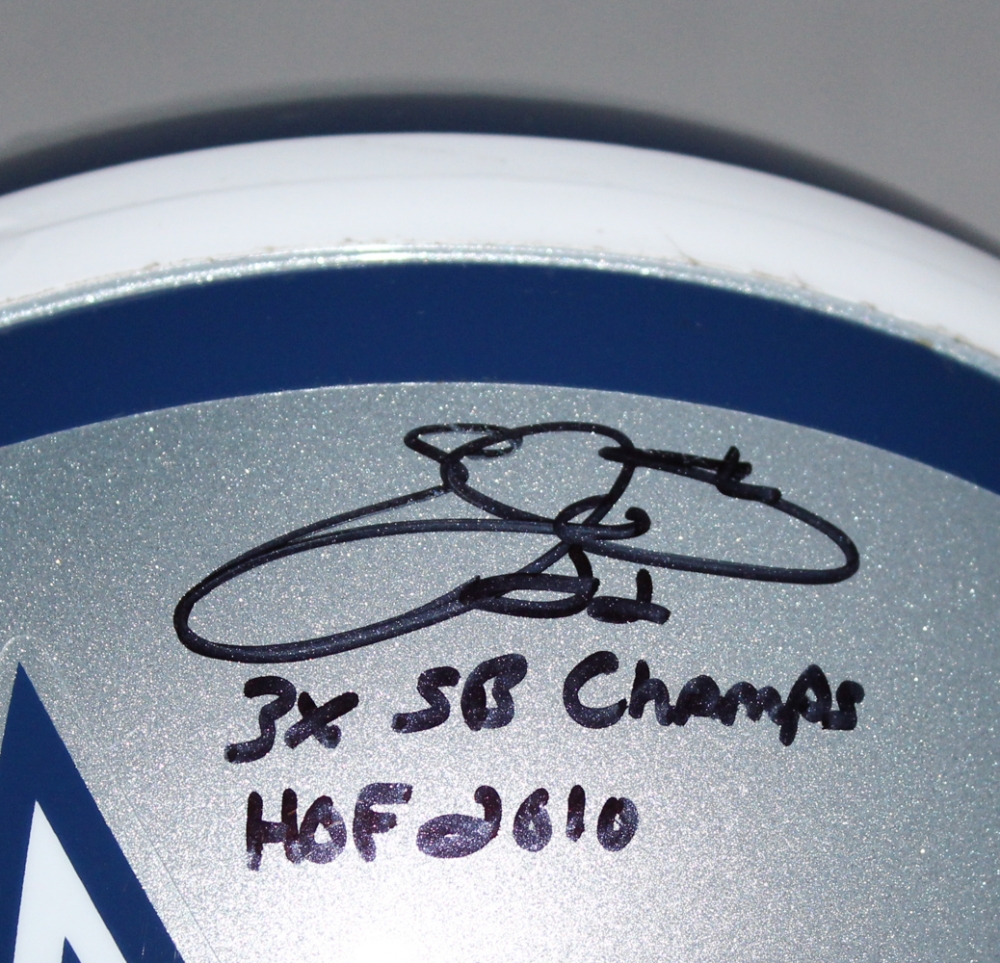 3x SB Champs
HOF 2010